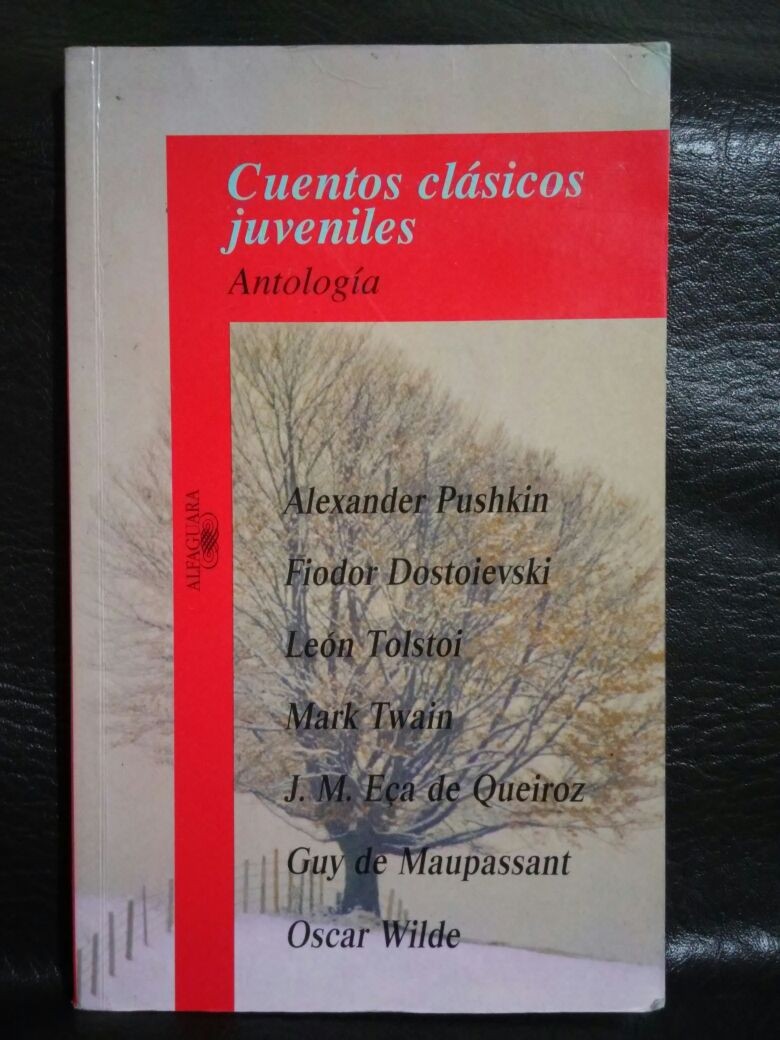 Cuentos clásicos
juveniles
Antología
ALFAGUARA
Alexander Pushkin
Fiodor Dostoievski
León Tolstoi
Mark Twain
J. M. Eça de Queiroz
Guy de Maupassant
Oscar Wilde